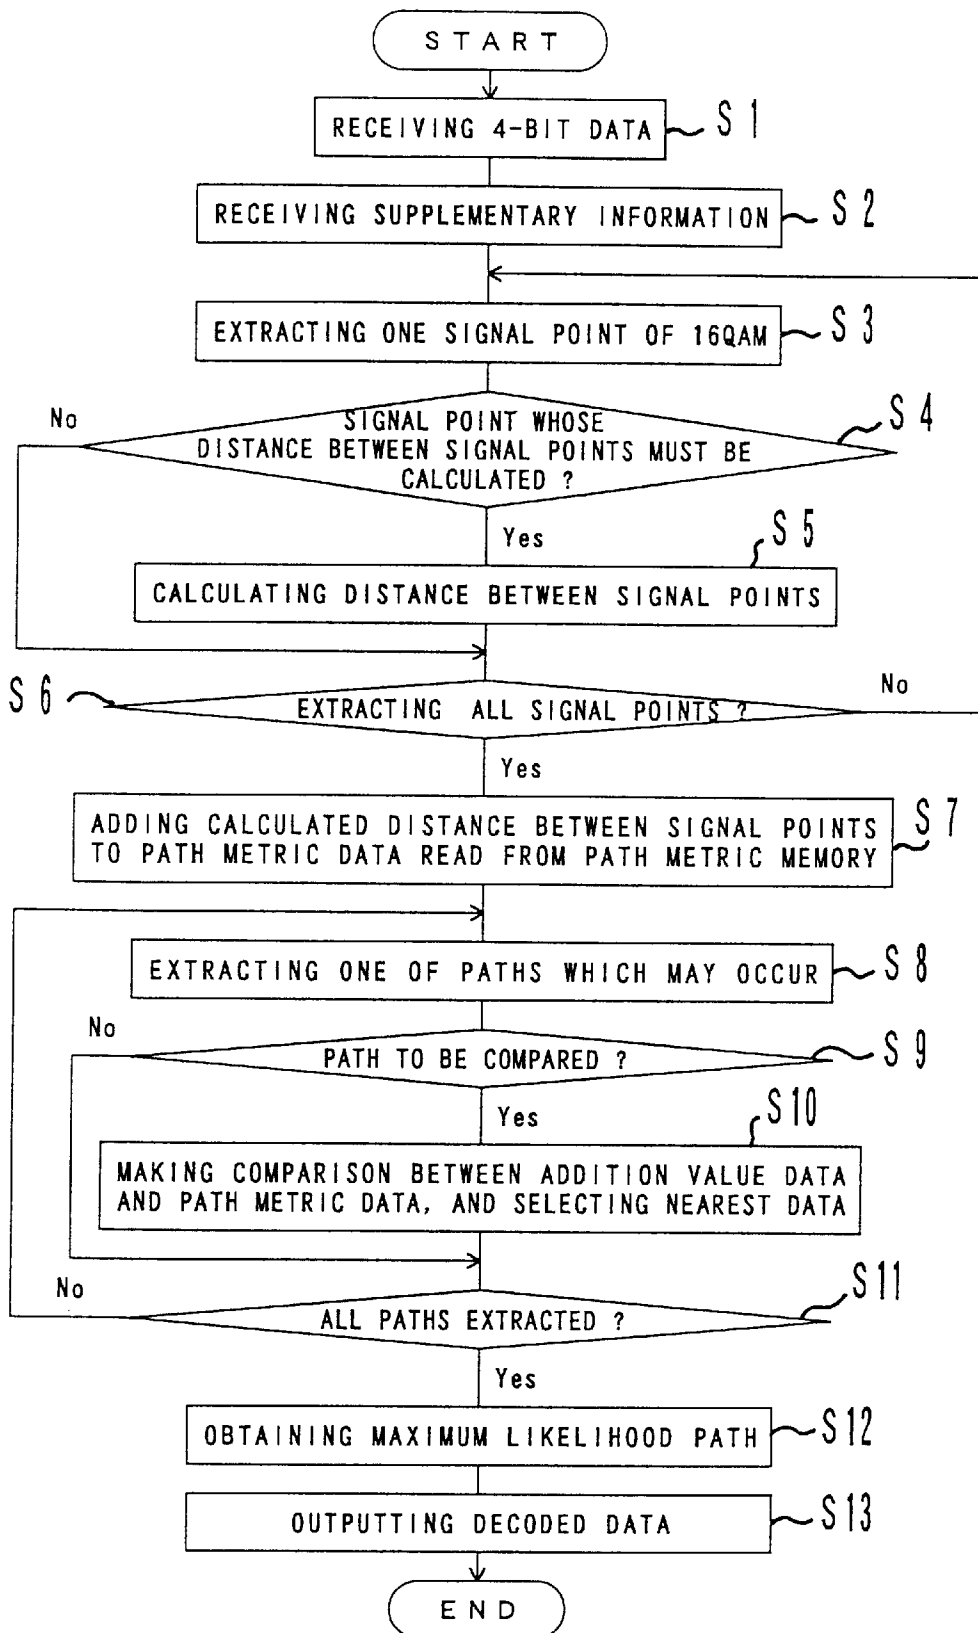 START
RECEIVING 4-BIT DATA
S1
RECEIVING SUPPLEMENTARY INFORMATION
S2
EXTRACTING ONE SIGNAL POINT OF 16QAM
S3
No
SIGNAL POINT WHOSE
DISTANCE BETWEEN SIGNAL POINTS MUST BE
CALCULATED ?
S4
Yes
S5
CALCULATING DISTANCE BETWEEN SIGNAL POINTS
S6
EXTRACTING ALL SIGNAL POINTS ?
No
Yes
ADDING CALCULATED DISTANCE BETWEEN SIGNAL POINTS
TO PATH METRIC DATA READ FROM PATH METRIC MEMORY
S7
EXTRACTING ONE OF PATHS WHICH MAY OCCUR
S8
No
PATH TO BE COMPARED ?
S9
Yes
S10
MAKING COMPARISON BETWEEN ADDITION VALUE DATA
AND PATH METRIC DATA, AND SELECTING NEAREST DATA
No
ALL PATHS EXTRACTED ?
S11
Yes
OBTAINING MAXIMUM LIKELIHOOD PATH
S12
OUTPUTTING DECODED DATA
S13
END